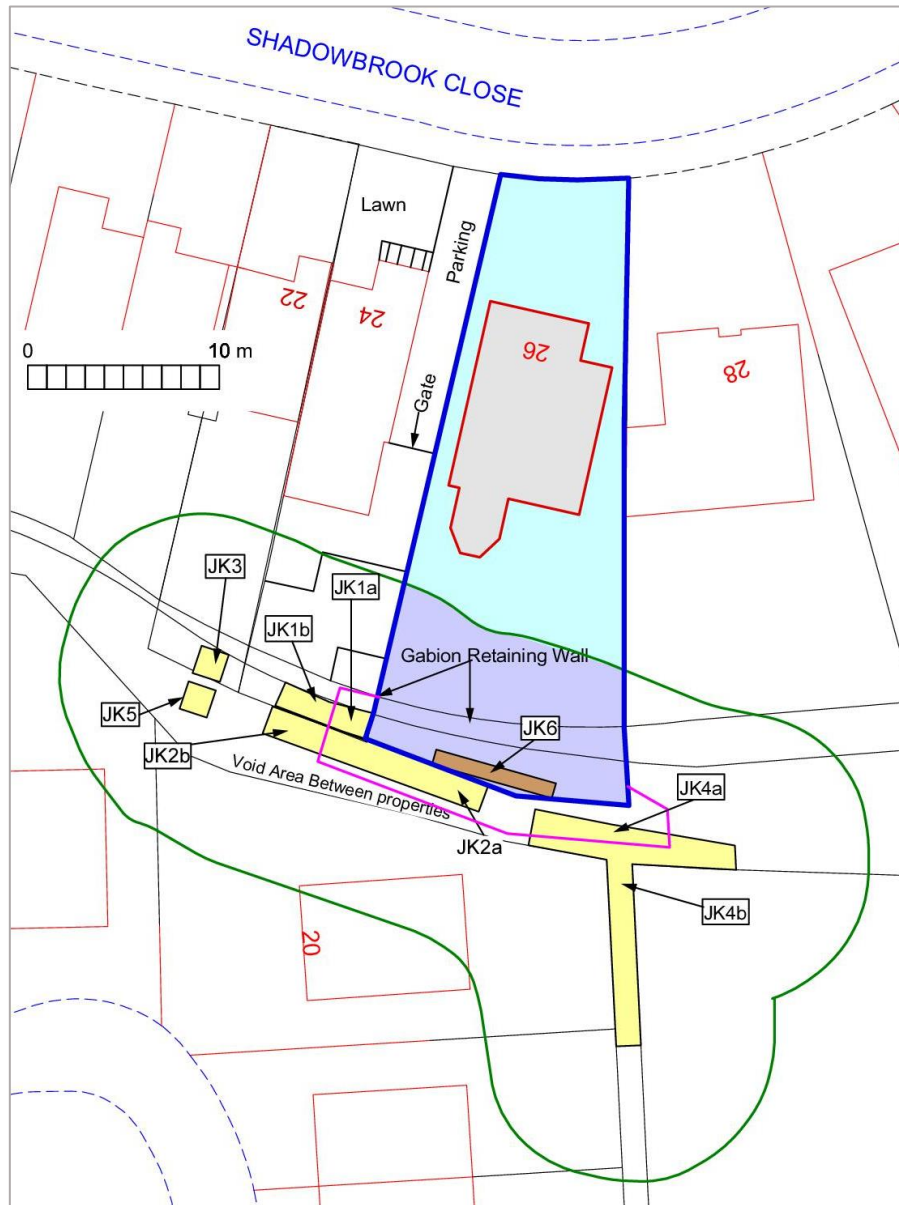 SHADOWBROOK CLOSE
Lawn
Parking
22
24
26
28
0 10 m
Gate
JK3
JK1a
JK1b
Gabion Retaining Wall
JK5
JK6
JK2b
Void Area Between properties
JK4a
JK2a
JK4b
20